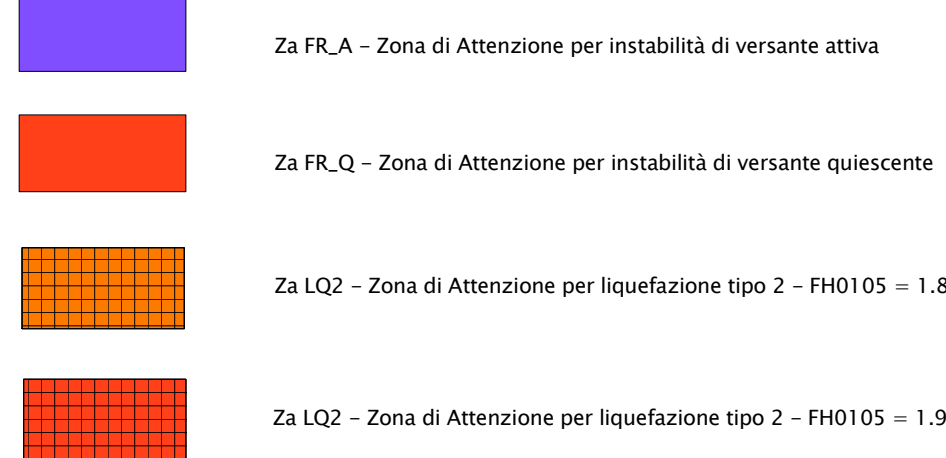 Za FR_A – Zona di Attenzione per instabilità di versante attiva
Za FR_Q – Zona di Attenzione per instabilità di versante quiescente
Za LQ2 – Zona di Attenzione per liquefazione tipo 2 – FH0105 = 1.8
Za LQ2 – Zona di Attenzione per liquefazione tipo 2 – FH0105 = 1.9